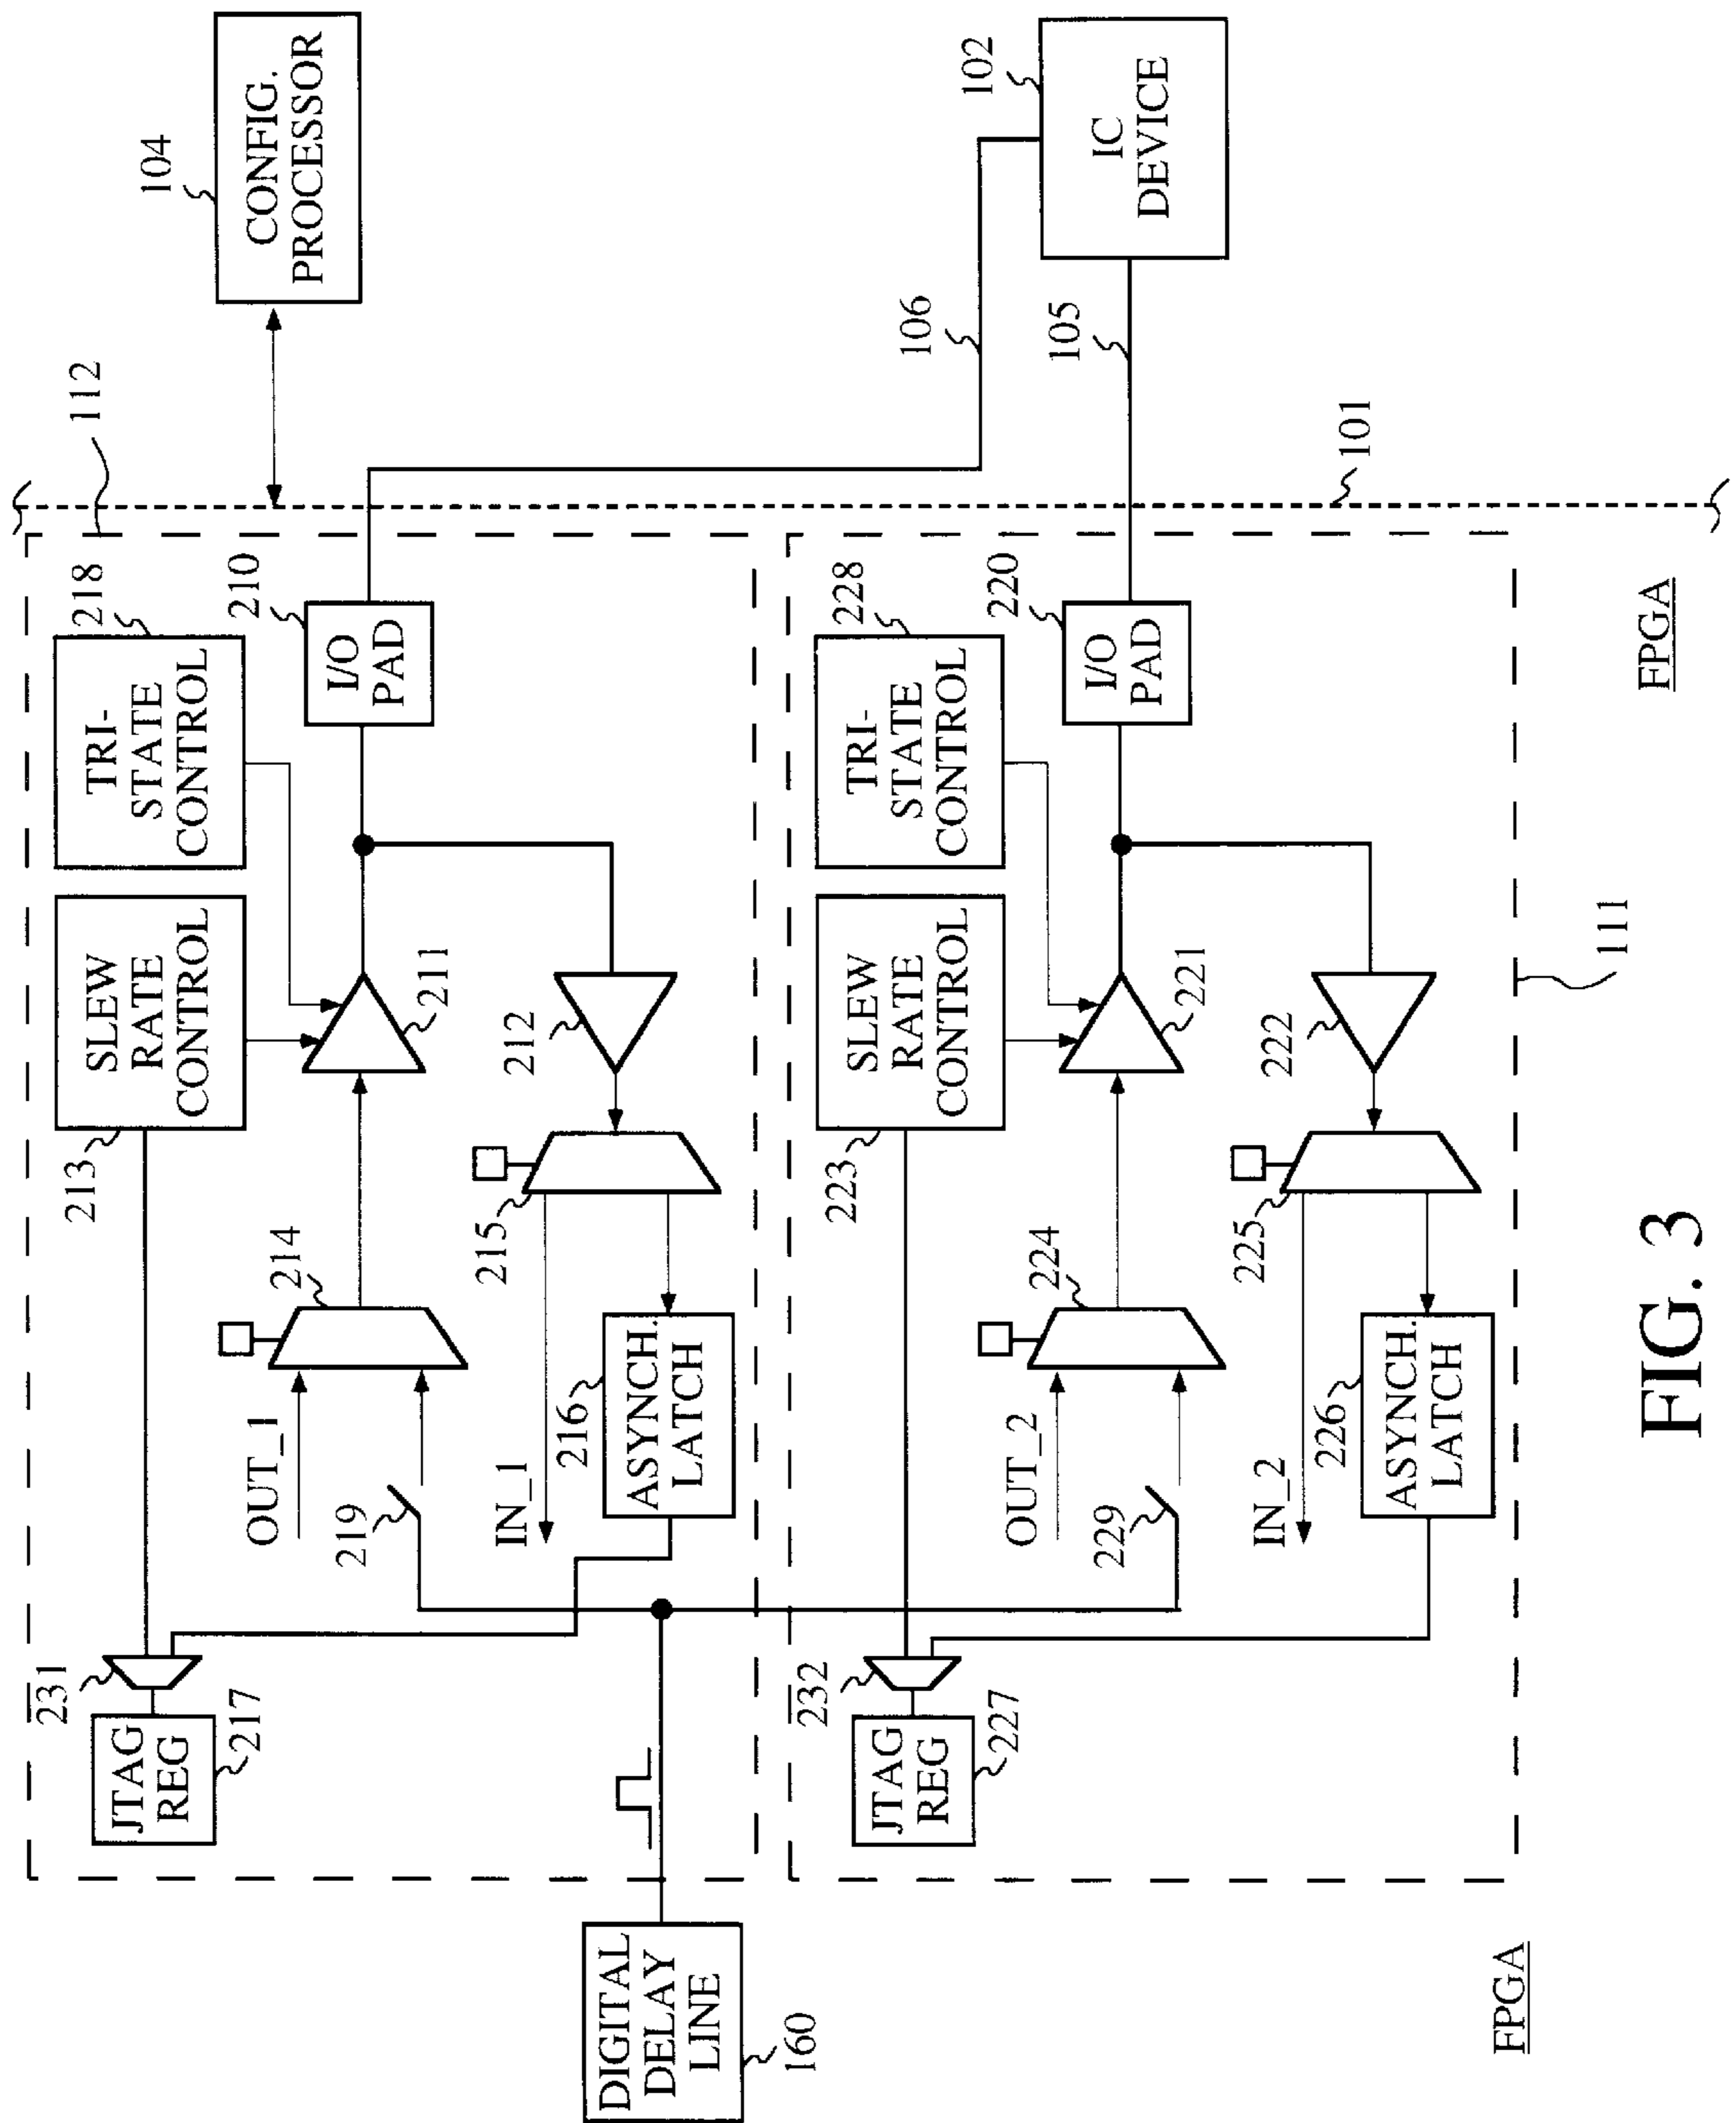 104
CONFIG.
PROCESSOR
102
IC
DEVICE
106
105
112
101
218
TRI-
STATE
CONTROL
210
I/O
PAD
SLEW
RATE
CONTROL
213
211
212
214
215
OUT_1
219
IN_1
216
ASYNCH.
LATCH
231
JTAG
REG
217
228
TRI-
STATE
CONTROL
220
I/O
PAD
SLEW
RATE
CONTROL
223
221
222
224
225
OUT_2
229
IN_2
226
ASYNCH.
LATCH
232
JTAG
REG
227
DIGITAL
DELAY
LINE
160
111
FPGA
FPGA
FIG. 3